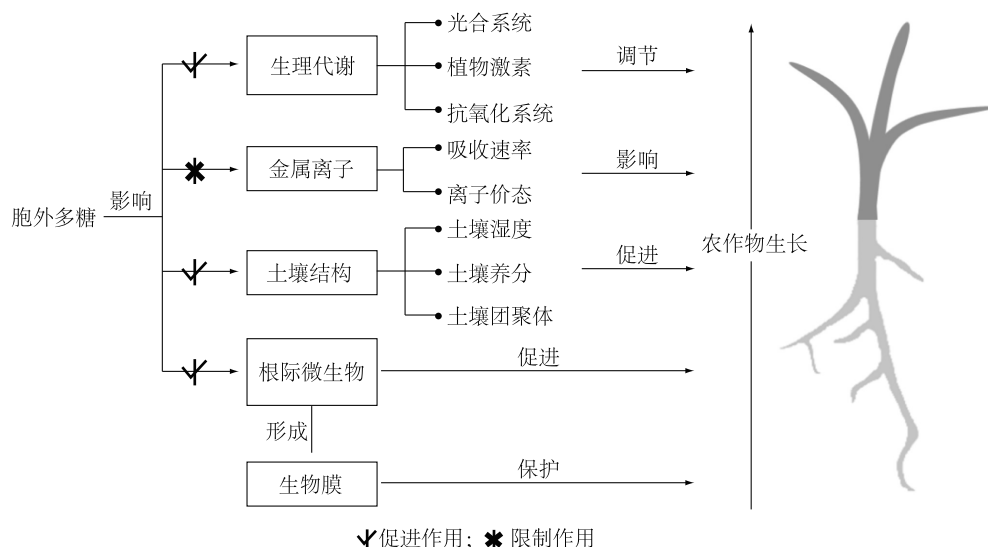 光合系统
生理代谢
植物激素
调节
抗氧化系统
吸收速率
金属离子
影响
离子价态
影响
胞外多糖
土壤湿度
农作物生长
土壤结构
土壤养分
促进
土壤团聚体
根际微生物
促进
形成
生物膜
保护
促进作用; 限制作用